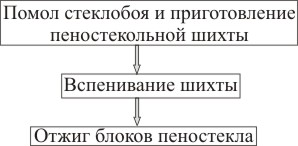 Помол стеклобоя и приготовление
пеностекольной шихты
Вспенивание шихты
Отжиг блоков пеностекла